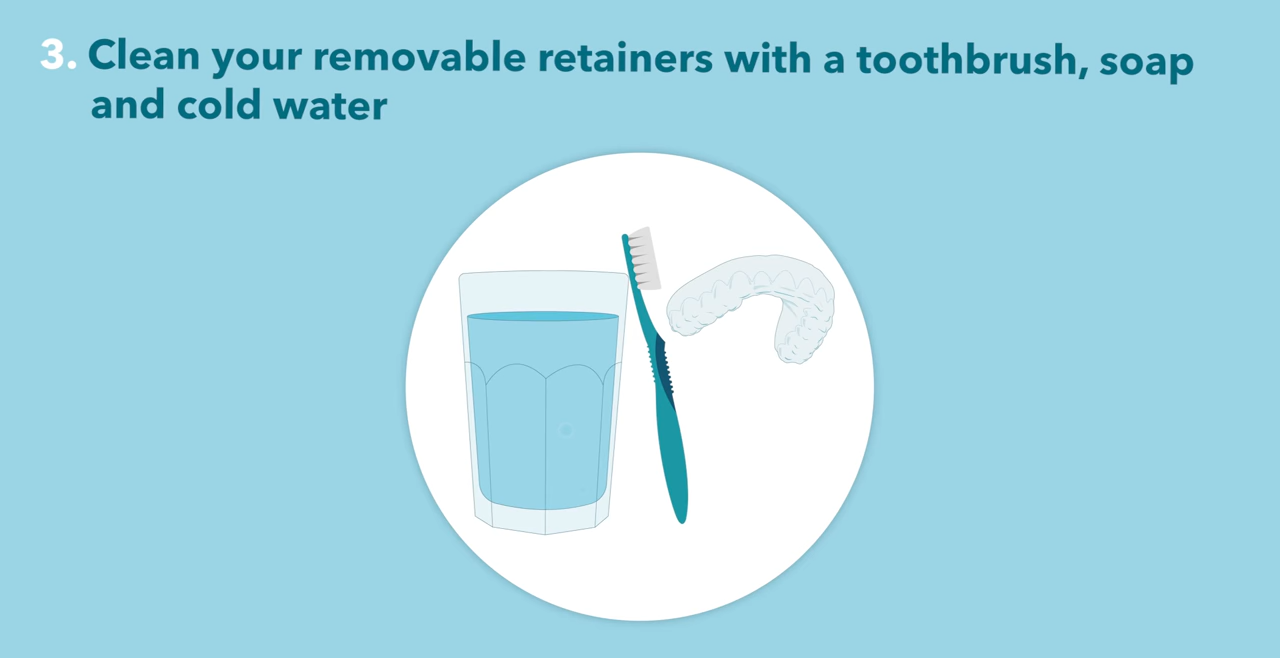 3. Clean your removable retainers with a toothbrush, soap
and cold water